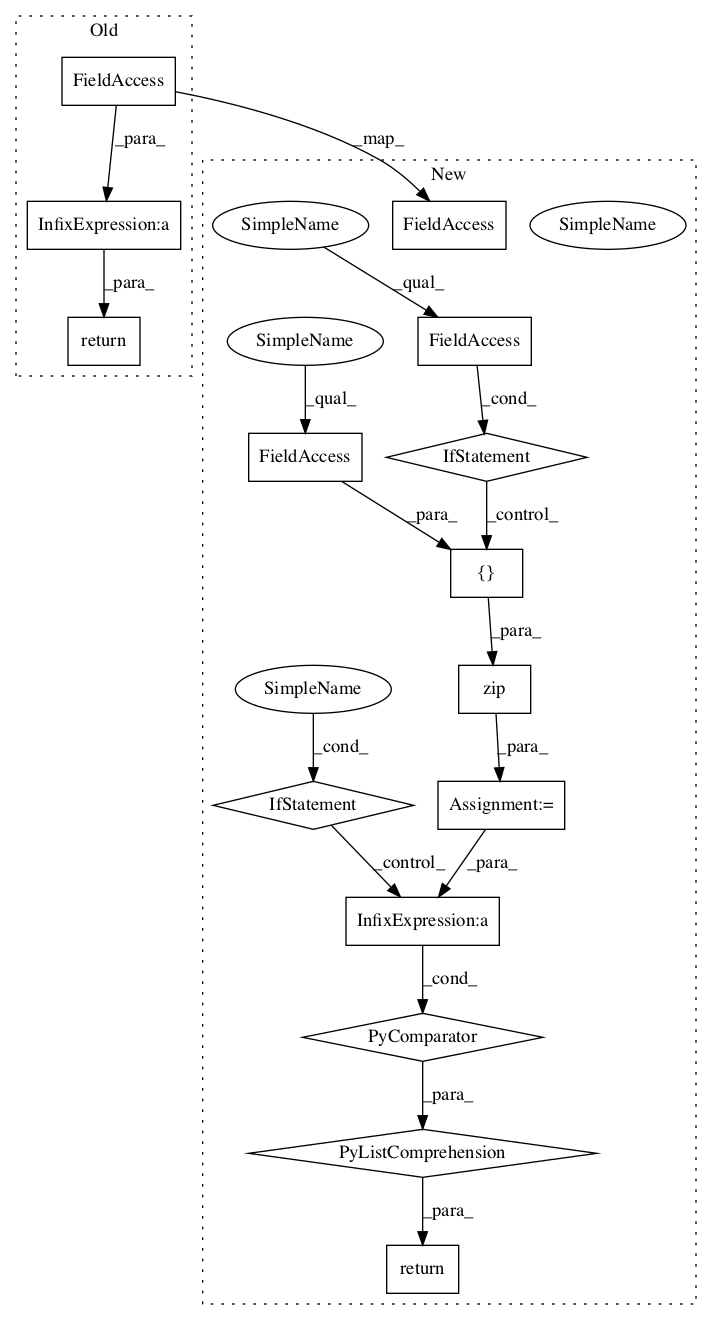 Old
FieldAccess
_para_
_map_
New
InfixExpression:a
SimpleName
FieldAccess
SimpleName
_para_
_qual_
return
SimpleName
FieldAccess
_qual_
_cond_
FieldAccess
IfStatement
_para_
_control_
{}
_para_
SimpleName
zip
_cond_
_para_
IfStatement
Assignment:=
_control_
_para_
InfixExpression:a
_cond_
PyComparator
_para_
PyListComprehension
_para_
return